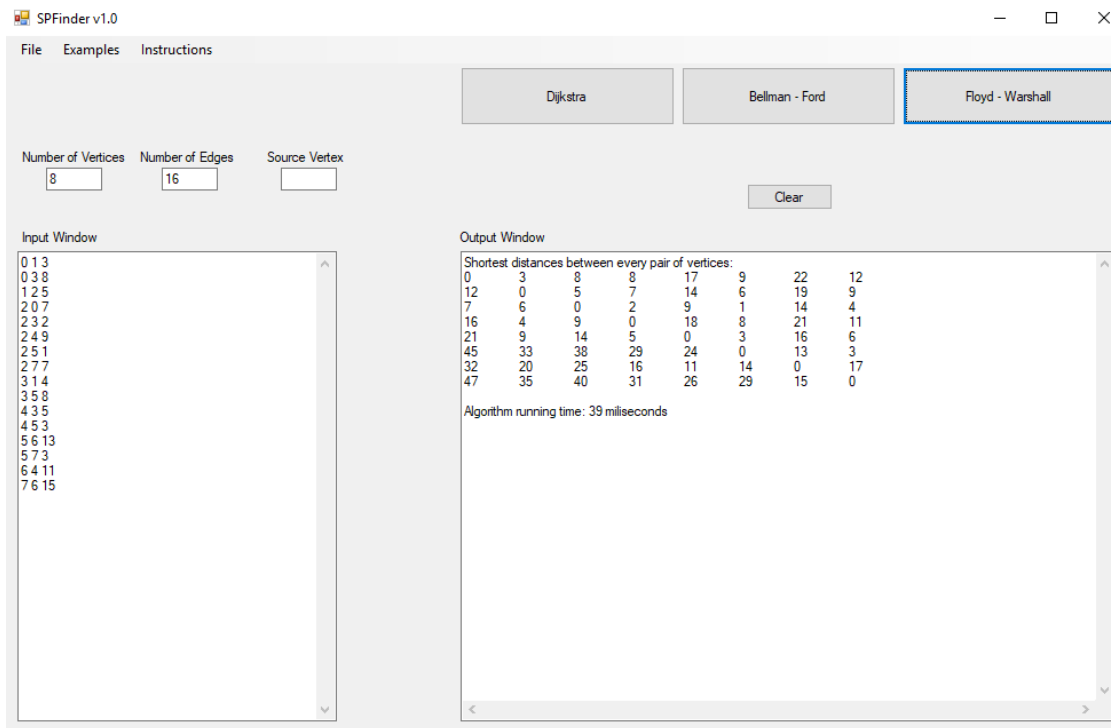 SPFinder v1.0
File Examples Instructions
Dijkstra Bellman - Ford Floyd - Warshall
Number of Vertices Number of Edges Source Vertex
8 16
Clear
Input Window
0 1 3
0 3 8
1 2 5
2 0 7
2 3 2
2 4 9
2 5 1
2 7 7
3 1 4
3 5 8
4 3 5
4 5 3
5 6 13
5 7 3
6 4 11
7 6 15
Output Window
Shortest distances between every pair of vertices:
0 3 8 8 17 9 22 12
12 0 5 7 14 6 19 9
7 6 0 2 9 1 14 4
16 4 9 0 18 8 21 11
21 9 14 5 0 3 16 6
45 33 38 29 24 0 13 3
32 20 25 16 11 14 0 17
47 35 40 31 26 29 15 0
Algorithm running time: 39 miliseconds